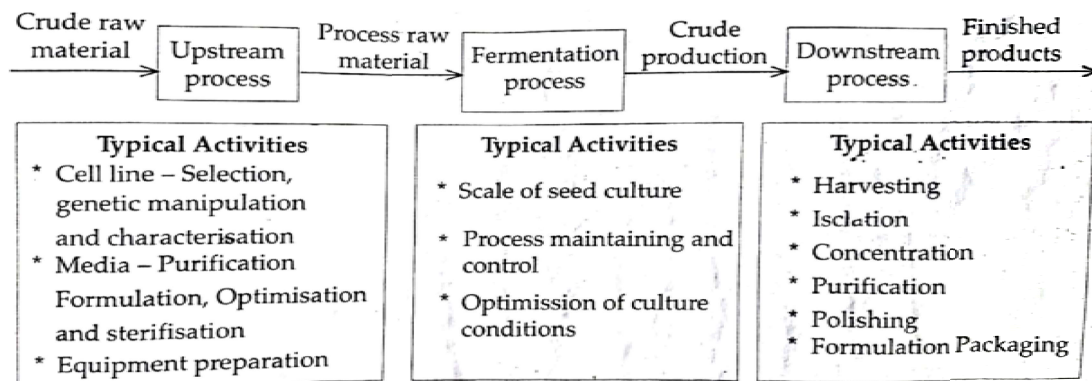 Crude raw
material
Upstream
process
Process raw
material
Fermentation
process
Crude
production
Downstream
process.
Finished
products
Typical Activities
* Cell line – Selection,
genetic manipulation
and characterisation
* Media – Purification
Formulation, Optimisation
and sterifisation
* Equipment preparation
Typical Activities
* Scale of seed culture
* Process maintaining and
control
* Optimission of culture
conditions
Typical Activities
* Harvesting
* Isclation
* Concentration
* Purification
* Polishing
* Formulation Packaging